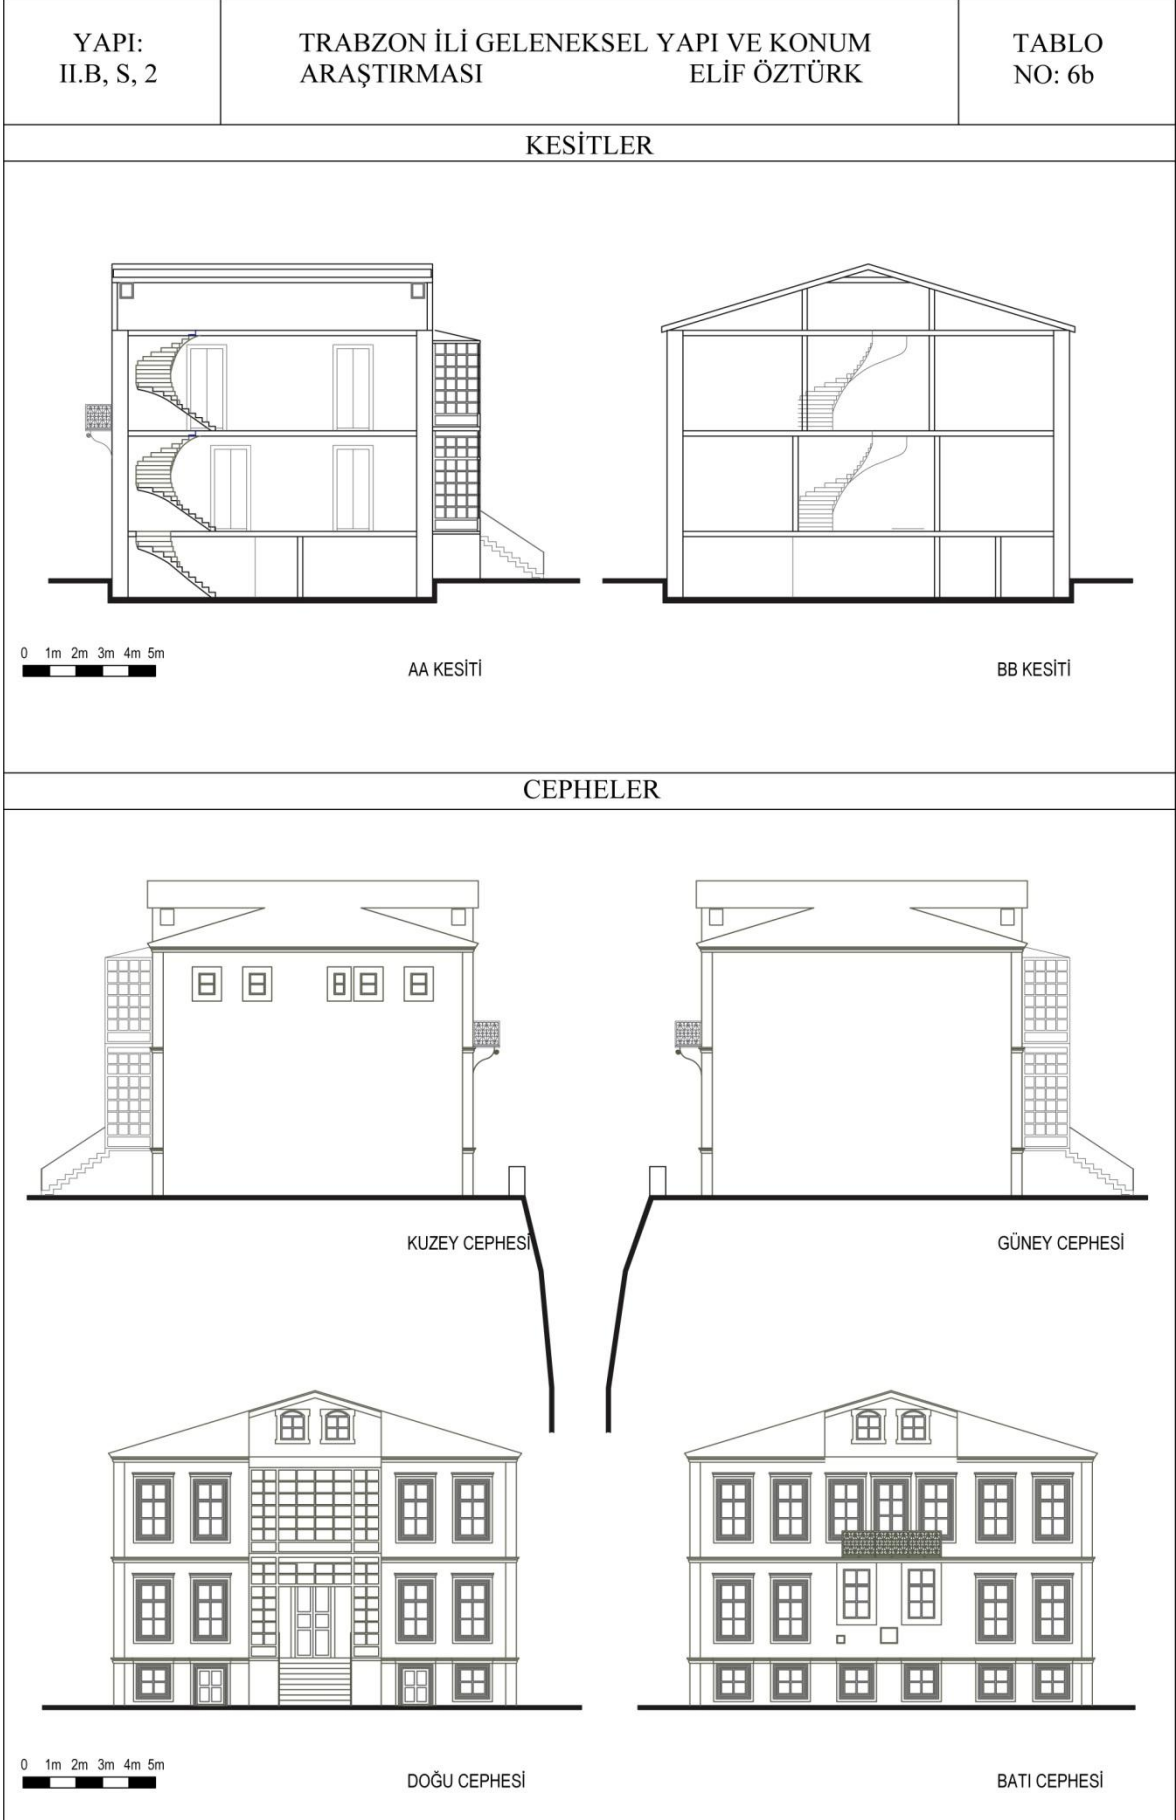 YAPI:
II.B, S, 2
TRABZON İLİ GELENEKSEL YAPI VE KONUM
ARAŞTIRMASI ELİF ÖZTÜRK
TABLO
NO: 6b
KESİTLER
0 1m 2m 3m 4m 5m
AA KESİTİ
BB KESİTİ
CEPHELER
KUZEY CEPHESİ
GÜNEY CEPHESİ
0 1m 2m 3m 4m 5m
DOĞU CEPHESİ
BATI CEPHESİ